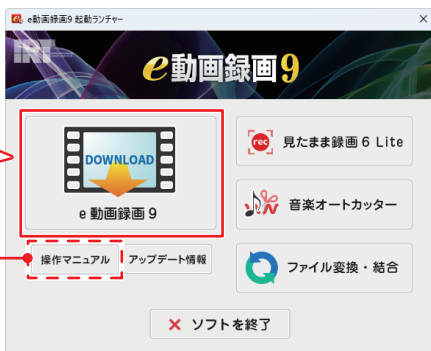 e動画録画9 起動ランチャー
IRT
e動画録画9
DOWNLOAD
e 動画録画 9
rec
見たまま録画 6 Lite
音楽オートカッター
操作マニュアル
アップデート情報
ファイル変換・結合
ソフトを終了